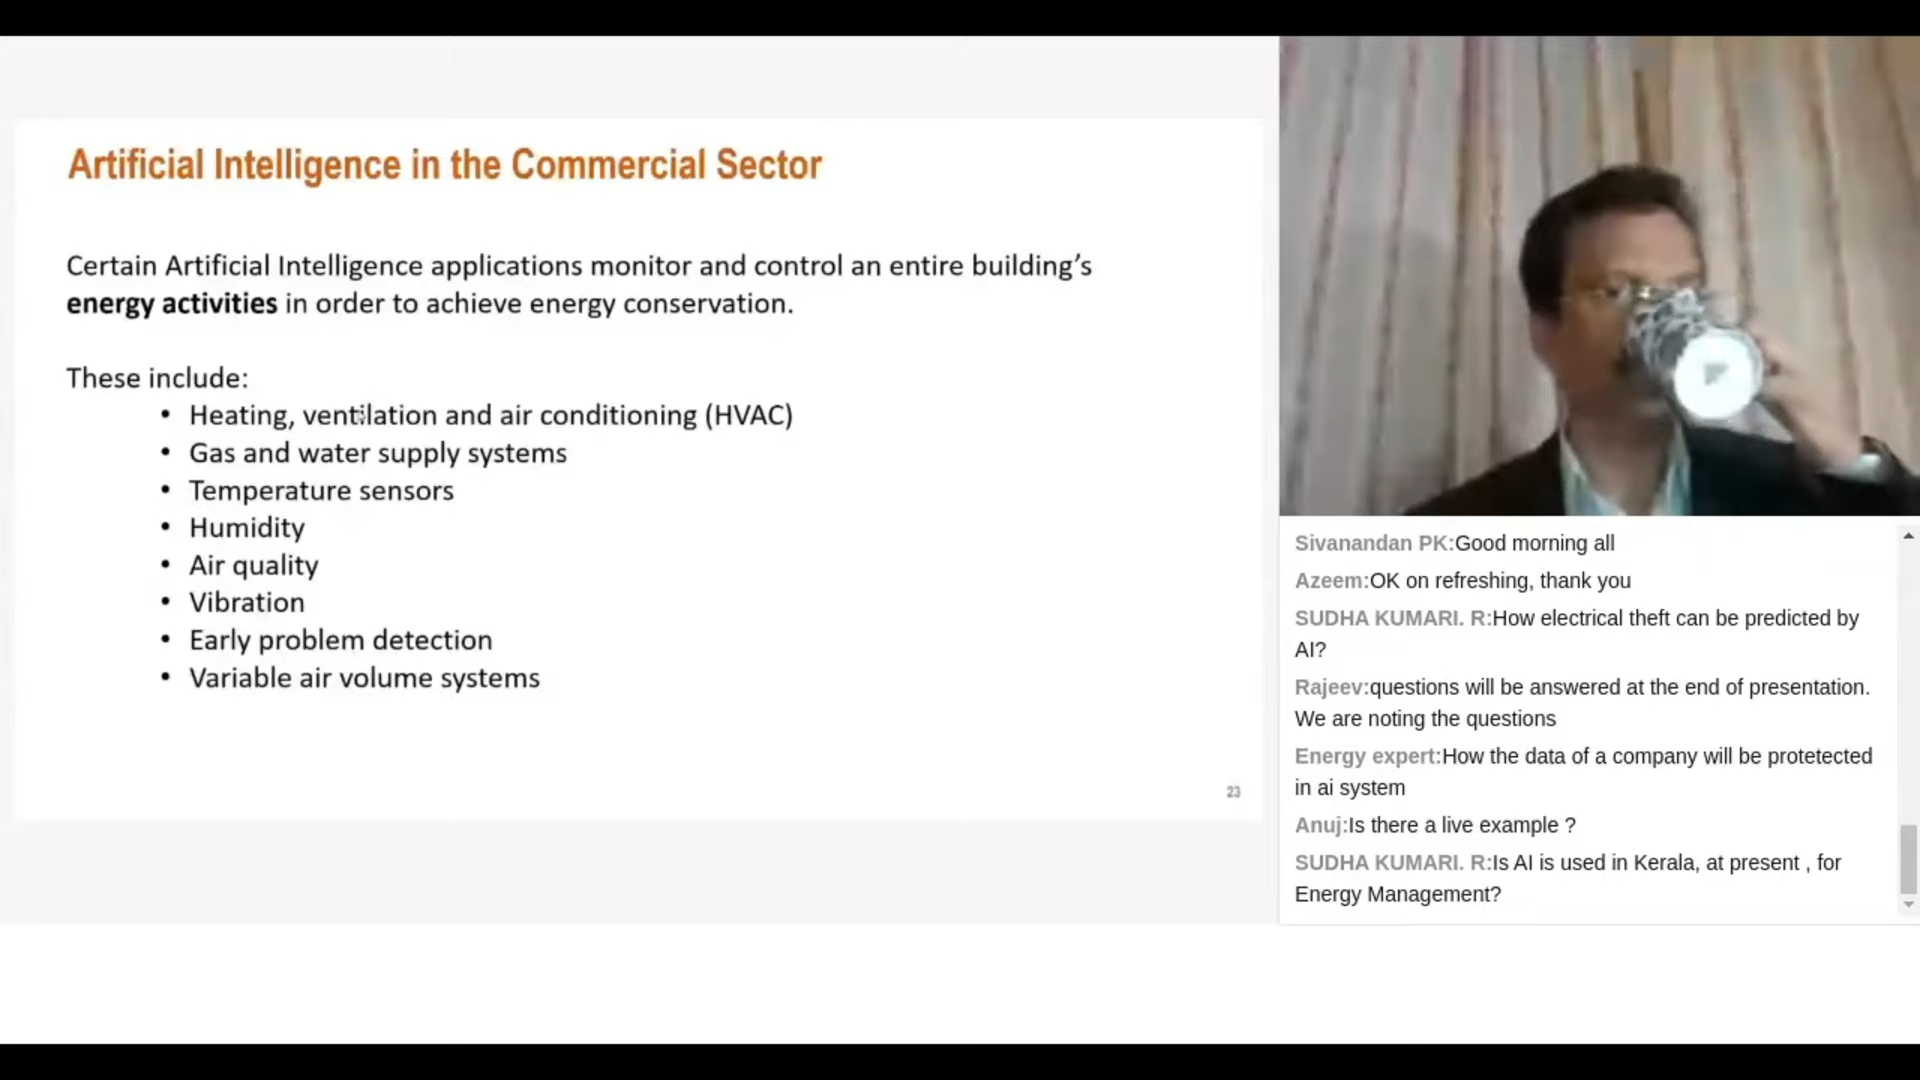 Artificial Intelligence in the Commercial Sector
Certain Artificial Intelligence applications monitor and control an entire building's
energy activities in order to achieve energy conservation.
These include:
• Heating, ventilation and air conditioning (HVAC)
• Gas and water supply systems
• Temperature sensors
• Humidity
• Air quality
• Vibration
• Early problem detection
• Variable air volume systems
23
Sivanandan PK:Good morning all
Azeem:OK on refreshing, thank you
SUDHA KUMARI. R:How electrical theft can be predicted by
AI?
Rajeev:questions will be answered at the end of presentation.
We are noting the questions
Energy expert:How the data of a company will be protetected
in ai system
Anuj:Is there a live example ?
SUDHA KUMARI. R:Is AI is used in Kerala, at present , for
Energy Management?